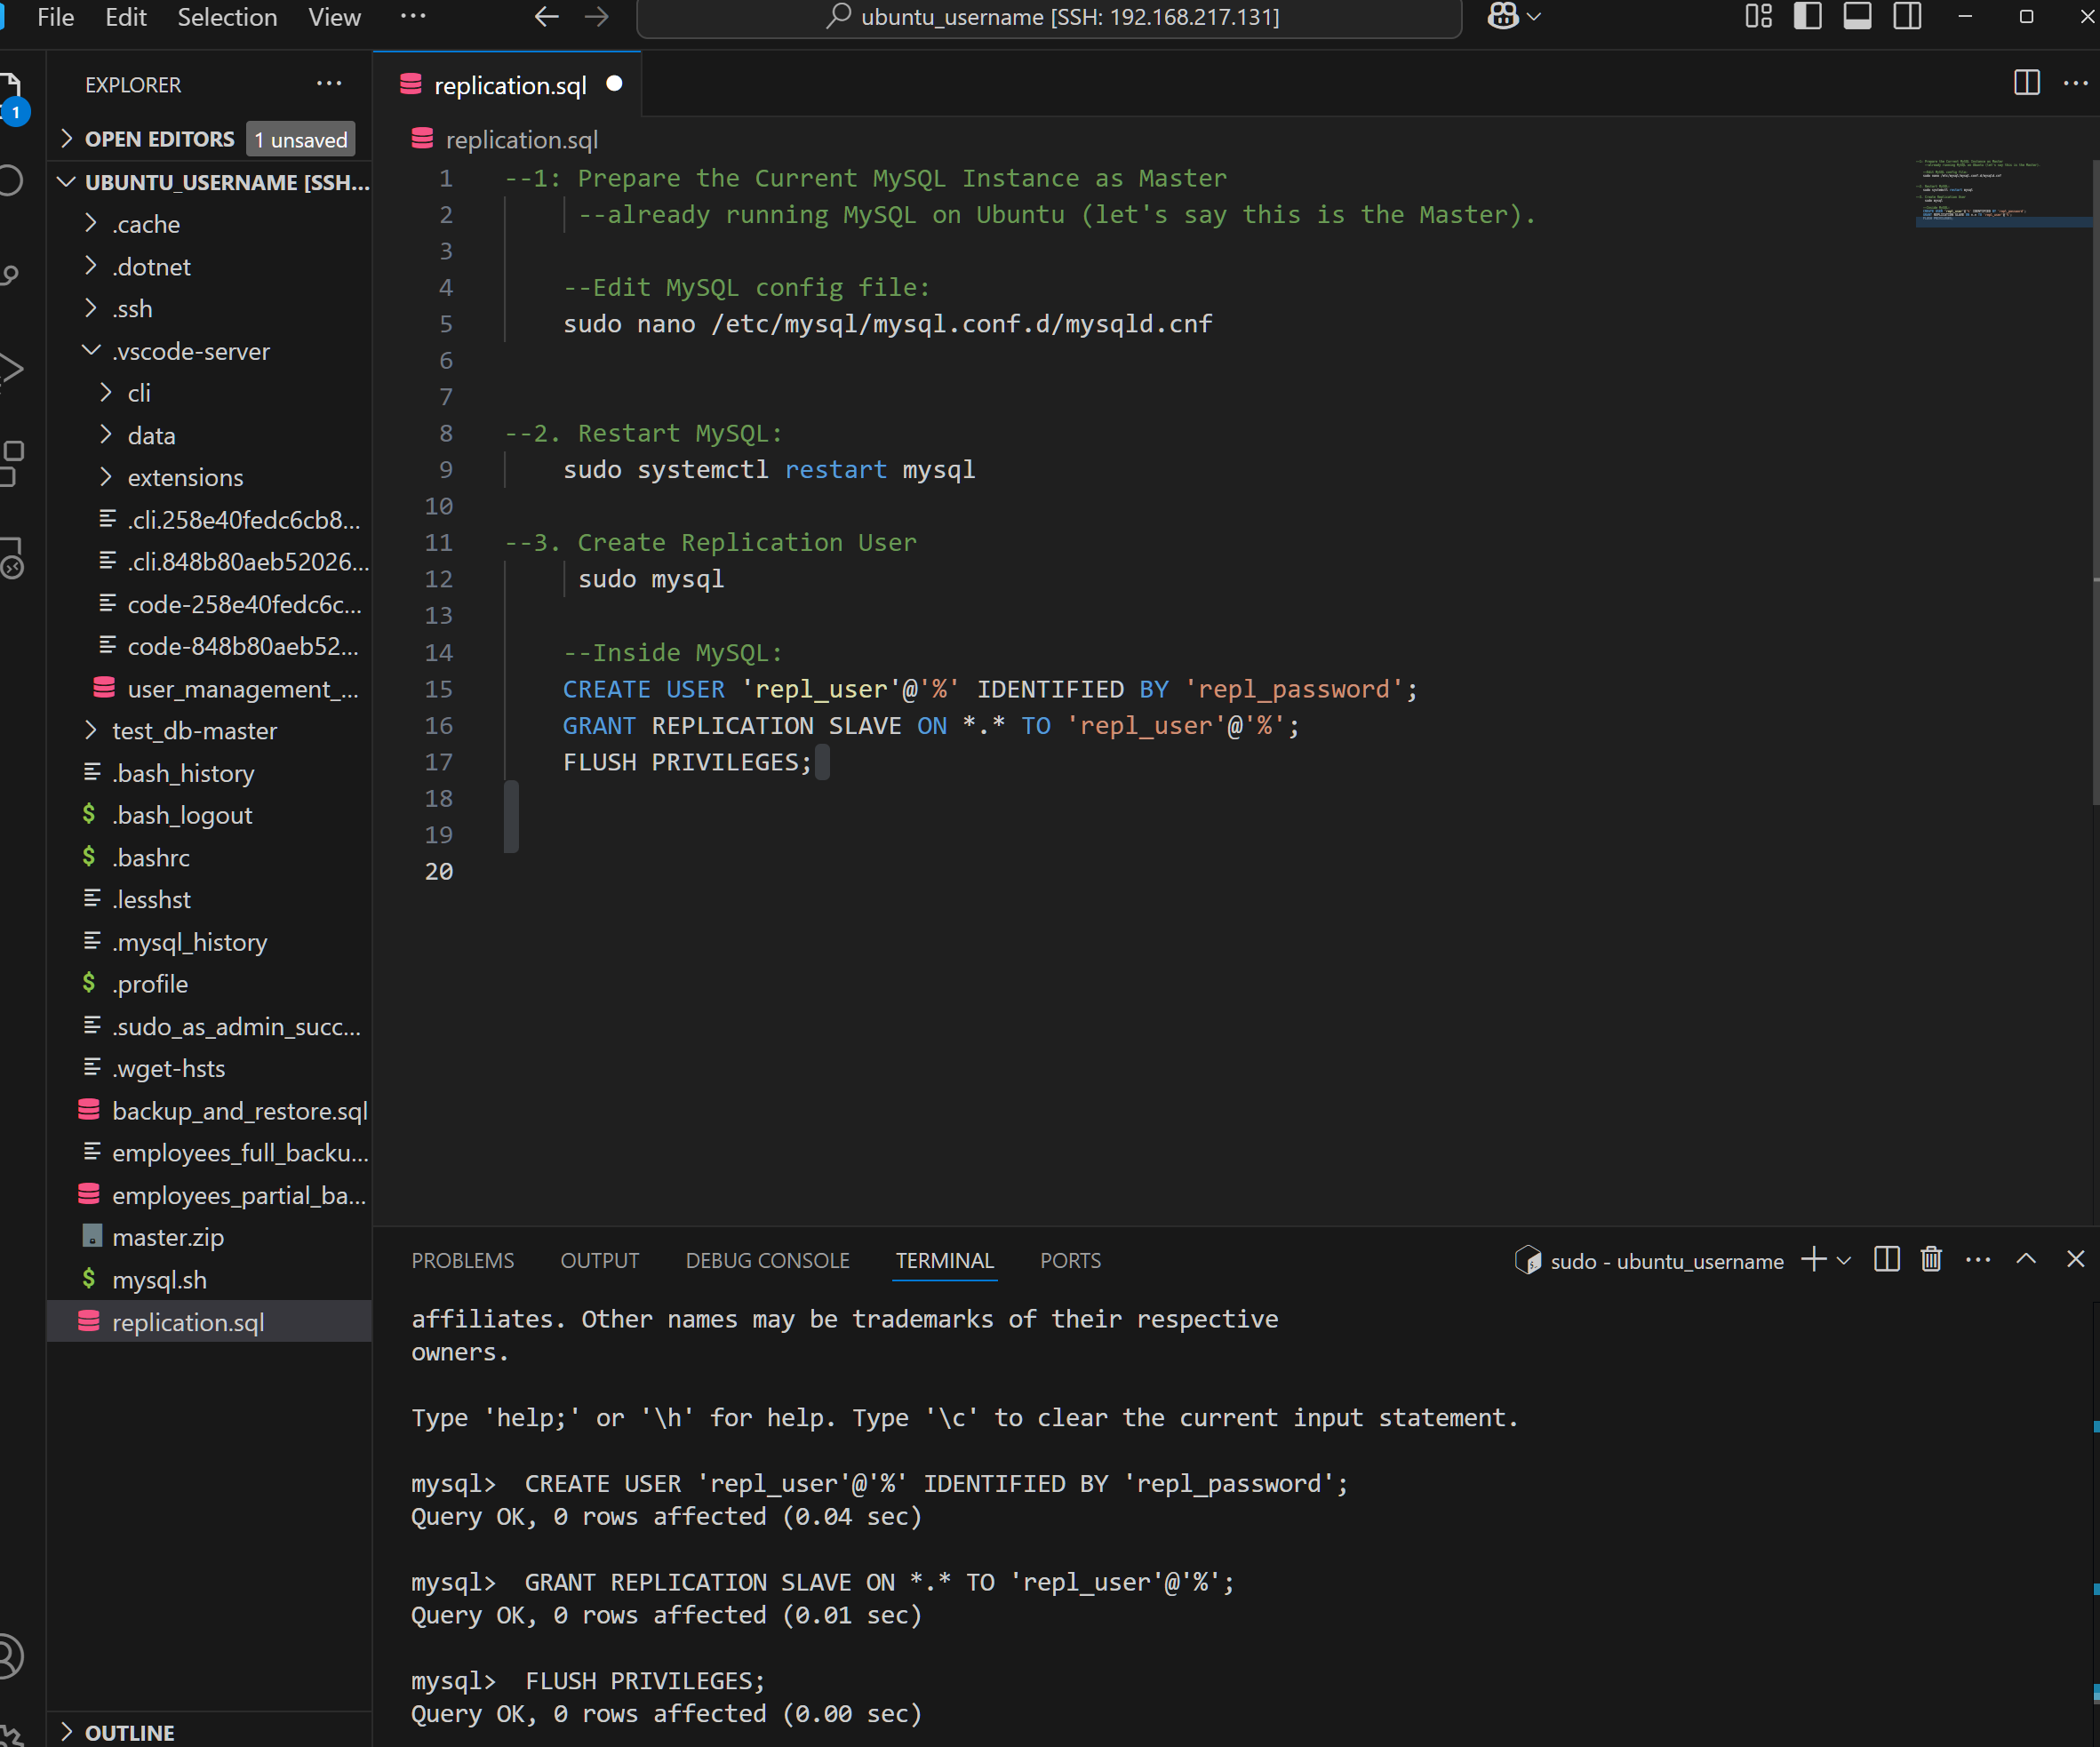 File Edit Selection View ···
ubuntu_username [SSH: 192.168.217.131]
1
EXPLORER ···
OPEN EDITORS 1 unsaved
UBUNTU_USERNAME [SSH...
.cache
.dotnet
.ssh
.vscode-server
cli
data
extensions
.cli.258e40fedc6cb8...
.cli.848b80aeb52026...
code-258e40fedc6c...
code-848b80aeb52...
user_management_...
test_db-master
.bash_history
.bash_logout
.bashrc
.lesshst
.mysql_history
.profile
.sudo_as_admin_succ...
.wget-hsts
backup_and_restore.sql
employees_full_backu...
employees_partial_ba...
master.zip
mysql.sh
replication.sql
OUTLINE
replication.sql
replication.sql
1 --1: Prepare the Current MySQL Instance as Master
2 --already running MySQL on Ubuntu (let's say this is the Master).
3
4 --Edit MySQL config file:
5 sudo nano /etc/mysql/mysql.conf.d/mysqld.cnf
6
7
8 --2. Restart MySQL:
9 sudo systemctl restart mysql
10
11 --3. Create Replication User
12 sudo mysql
13
14 --Inside MySQL:
15 CREATE USER 'repl_user'@'%' IDENTIFIED BY 'repl_password';
16 GRANT REPLICATION SLAVE ON *.* TO 'repl_user'@'%';
17 FLUSH PRIVILEGES;
18
19
20
PROBLEMS OUTPUT DEBUG CONSOLE TERMINAL PORTS
sudo - ubuntu_username
affiliates. Other names may be trademarks of their respective
owners.
Type 'help;' or '\h' for help. Type '\c' to clear the current input statement.
mysql> CREATE USER 'repl_user'@'%' IDENTIFIED BY 'repl_password';
Query OK, 0 rows affected (0.04 sec)
mysql> GRANT REPLICATION SLAVE ON *.* TO 'repl_user'@'%';
Query OK, 0 rows affected (0.01 sec)
mysql> FLUSH PRIVILEGES;
Query OK, 0 rows affected (0.00 sec)